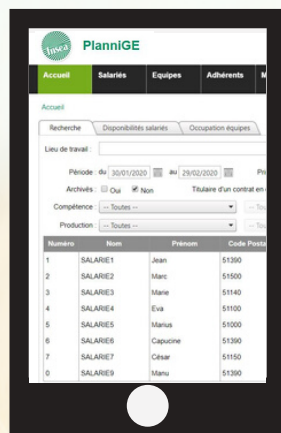 Insea PlanniGE
Accueil Salariés Equipes Adhérents M
Accueil
Recherche Disponibilités salariés Occupation équipes
Lieu de travail :
Période : du 30/01/2020 au 29/02/2020 Pri
Archivés : Oui Non Titulaire d'un contrat en
Compétence : -- Toutes --
Production : -- Toutes --
Numéro Nom Prénom Code Posta
1 SALARIE1 Jean 51390
2 SALARIE2 Marc 51500
3 SALARIE3 Marie 51140
4 SALARIE4 Eva 51100
5 SALARIE5 Marius 51000
6 SALARIE6 Capucine 51390
7 SALARIE7 César 51150
0 SALARIE9 Manu 51390